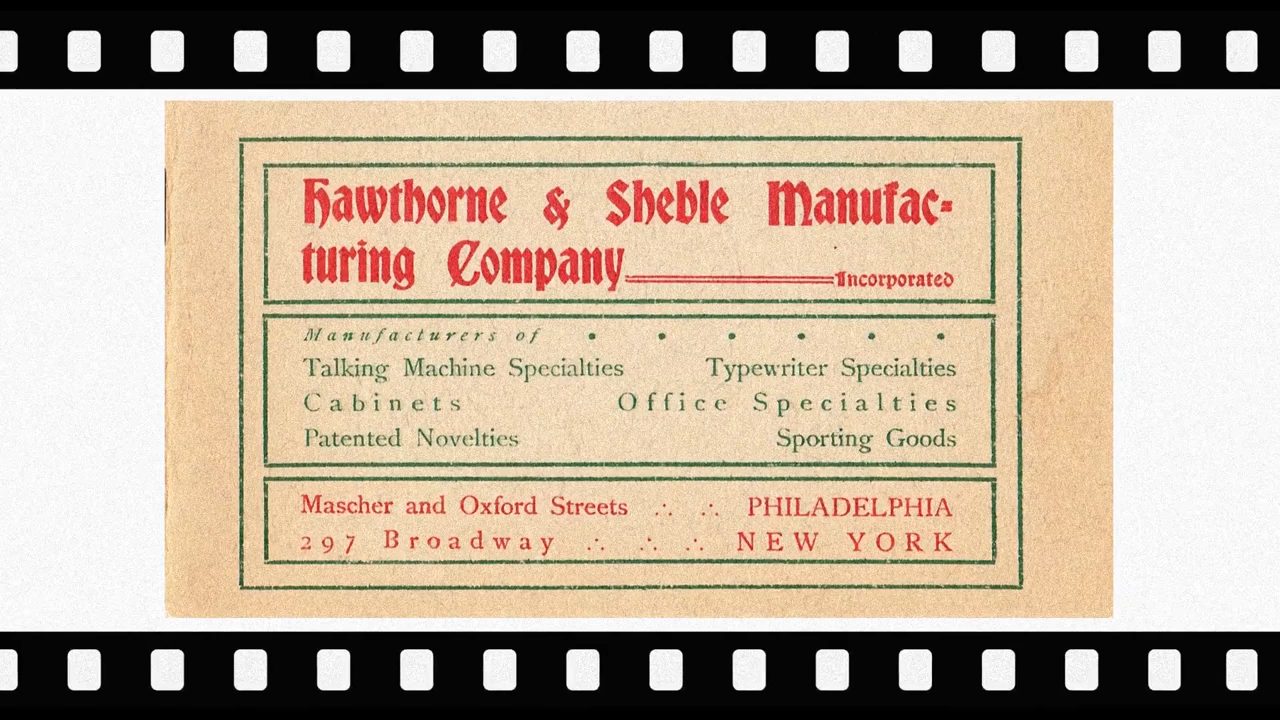 Hawthorne & Sheble Manufac-
turing Company Incorporated
Manufacturers of
Talking Machine Specialties Typewriter Specialties
Cabinets Office Specialties
Patented Novelties Sporting Goods
Mascher and Oxford Streets ∴ ∴ PHILADELPHIA
297 Broadway ∴ ∴ ∴ NEW YORK